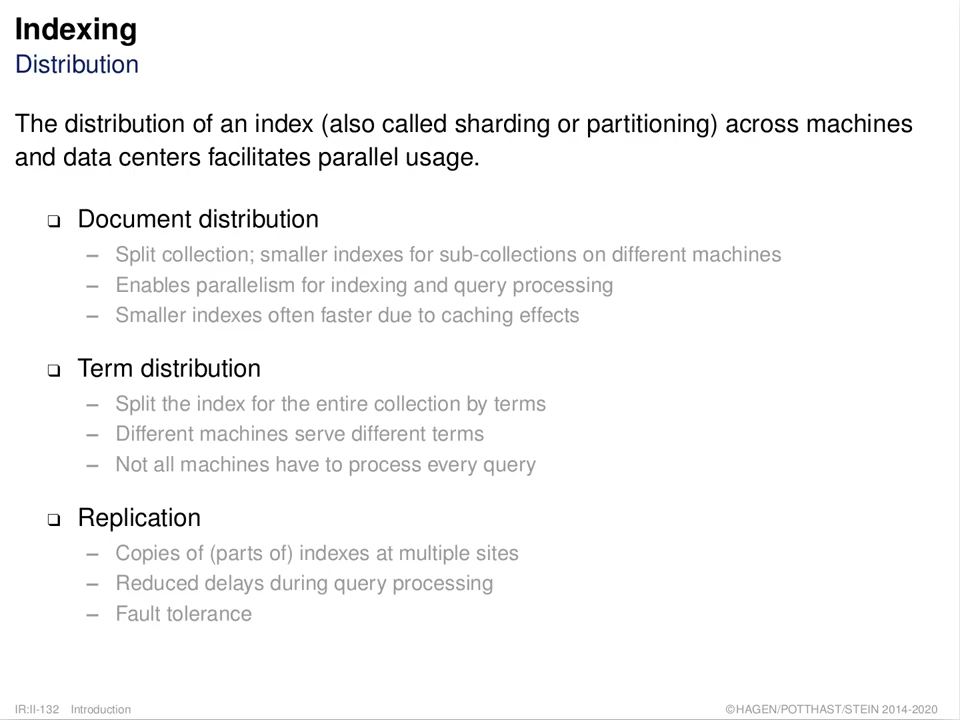 Indexing
Distribution
The distribution of an index (also called sharding or partitioning) across machines
and data centers facilitates parallel usage.
❏ Document distribution
– Split collection; smaller indexes for sub-collections on different machines
– Enables parallelism for indexing and query processing
– Smaller indexes often faster due to caching effects
❏ Term distribution
– Split the index for the entire collection by terms
– Different machines serve different terms
– Not all machines have to process every query
❏ Replication
– Copies of (parts of) indexes at multiple sites
– Reduced delays during query processing
– Fault tolerance
IR:II-132 Introduction ©HAGEN/POTTHAST/STEIN 2014-2020